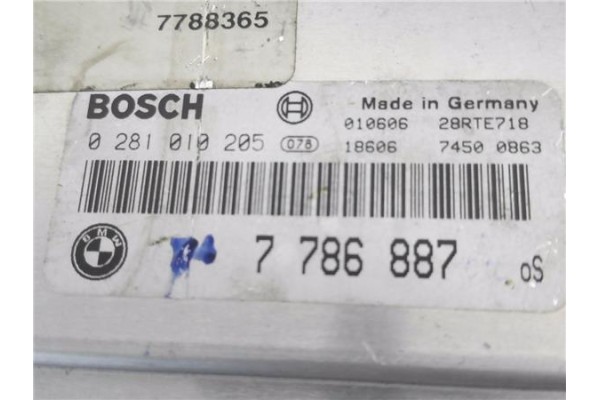 7788365
BOSCH
Made in Germany
0 281 010 205 078
010606 28RTE718
18606 7450 0863
BMW
7 786 887 oS